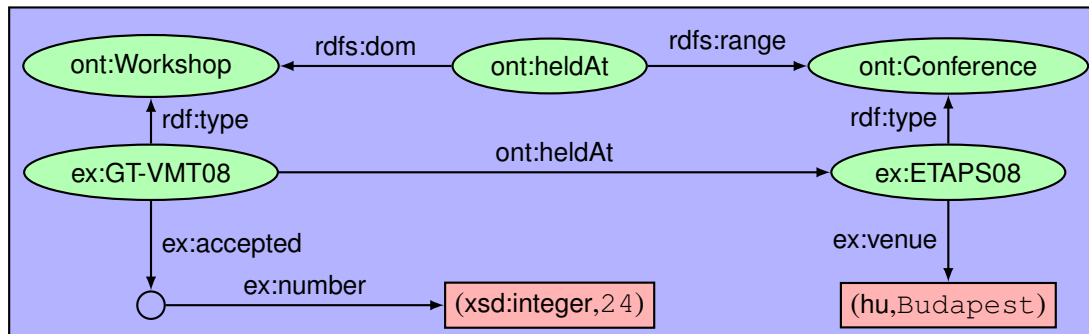 rdfs:dom rdfs:range
ont:Workshop ont:heldAt ont:Conference
rdf:type rdf:type
ont:heldAt
ex:GT-VMT08 ex:ETAPS08
ex:accepted ex:venue
ex:number
(xsd:integer,24) (hu,Budapest)